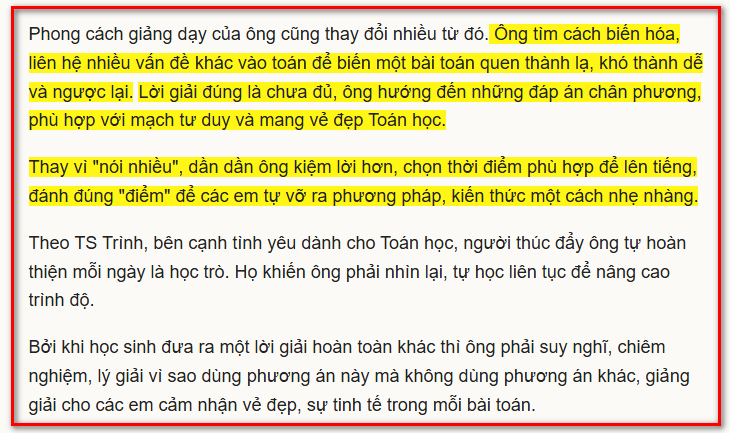 Phong cách giảng dạy của ông cũng thay đổi nhiều từ đó. Ông tìm cách biến hóa,
liên hệ nhiều vấn đề khác vào toán để biến một bài toán quen thành lạ, khó thành dễ
và ngược lại. Lời giải đúng là chưa đủ, ông hướng đến những đáp án chân phương,
phù hợp với mạch tư duy và mang vẻ đẹp Toán học.
Thay vì "nói nhiều", dần dần ông kiệm lời hơn, chọn thời điểm phù hợp để lên tiếng,
đánh đúng "điểm" để các em tự vỡ ra phương pháp, kiến thức một cách nhẹ nhàng.
Theo TS Trình, bên cạnh tình yêu dành cho Toán học, người thúc đẩy ông tự hoàn
thiện mỗi ngày là học trò. Họ khiến ông phải nhìn lại, tự học liên tục để nâng cao
trình độ.
Bởi khi học sinh đưa ra một lời giải hoàn toàn khác thì ông phải suy nghĩ, chiêm
nghiệm, lý giải vì sao dùng phương án này mà không dùng phương án khác, giảng
giải cho các em cảm nhận vẻ đẹp, sự tinh tế trong mỗi bài toán.